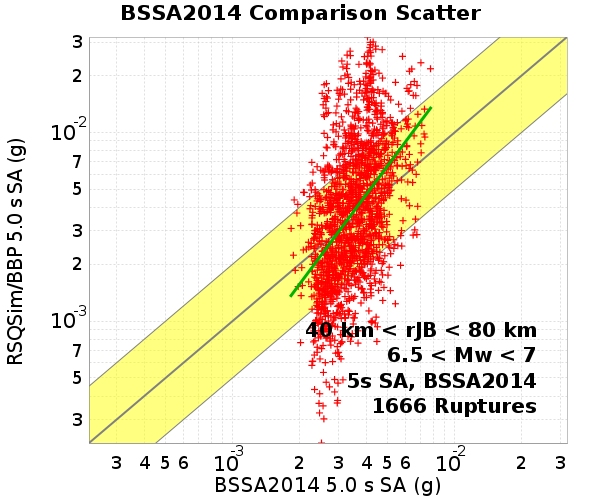 BSSA2014 Comparison Scatter
RSQSim/BBP 5.0 s SA (g)
3
2
10^-2
7
5
3
2
10^-3
7
5
3
40 km < rJB < 80 km
6.5 < Mw < 7
5s SA, BSSA2014
1666 Ruptures
3 4 5 6 10^-3 2 3 4 5 6 10^-2 2 3
BSSA2014 5.0 s SA (g)